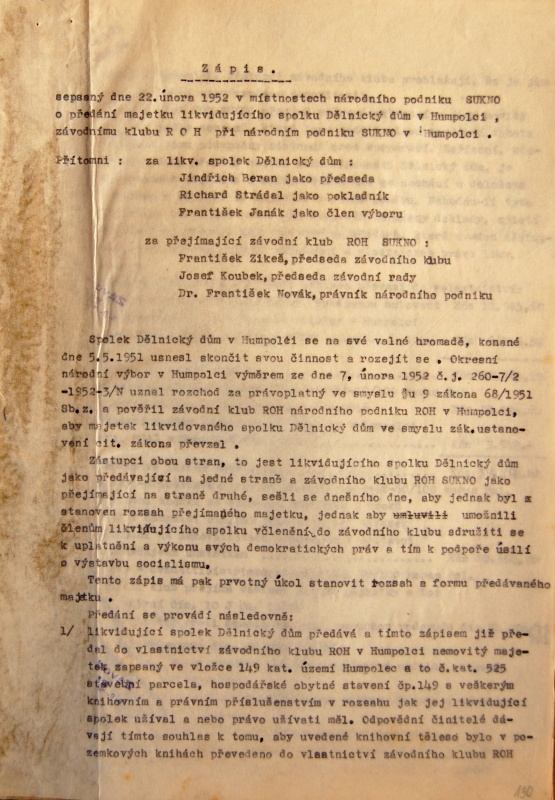 Zápis.
sepsaný dne 22.února 1952 v místnostech národního podniku SUKNO
o předání majetku likvidujícího spolku Dělnický dům v Humpolci ,
závodnímu klubu R O H při národním podniku SUKNO v Humpolci .
Přítomni : za likv. spolek Dělnický dům :
Jindřich Beran jako předseda
Richard Strádal jako pokladník
František Janák jako člen výboru
za přejímající závodní klub ROH SUKNO :
František Zikeš,předseda závodního klubu
Josef Koubek,předseda závodní rady
Dr. František Novák,právník národního podniku
Spolek Dělnický dům v Humpolci se na své valné hromadě, konané
dne 5.5.1951 usnesl skončit svou činnost a rozejít se . Okresní
národní výbor v Humpolci výměrem ze dne 7, února 1952 č.j. 260-7/2
-1952-3/N uznal rozchod za právoplatný ve smyslu §u 9 zákona 68/1951
Sb.z. a pověřil závodní klub ROH národního podniku ROH v Humpolci,
aby majetek likvidovaného spolku Dělnický dům ve smyslu zák.ustano-
vení cit. zákona převzal .
Zástupci obou stran, to jest likvidujícího spolku Dělnický dům
jako předávající na jedné straně a závodního klubu ROH SUKNO jako
přejímající na straně druhé, sešli se dnešního dne, aby jednak byl x
stanoven rozsah přejímaného majetku, jednak aby umluvili umožnili
členům likvidujícího spolku včlenění do závodního klubu sdružiti se
k uplatnění a výkonu svých demokratických práv a tím k podpoře úsilí
o výstavbu socialismu.
Tento zápis má pak prvotný úkol stanovit rozsah a formu předávaného
majetku .
Předání se provádí následovně:
1/ likvidující spolek Dělnický dům předává a tímto zápisem již pře-
dal do vlastnictví závodního klubu ROH v Humpolci nemovitý maje-
tek zapsaný ve vložce 149 kat. území Humpolec a to č.kat. 525
stavební parcela, hospodářské obytné stavení čp.149 s veškerým
knihovním a právním příslušenstvím v rozsahu jak jej likvidující
spolek užíval a nebo právo užívati měl. Odpovědní činitelé dá-
vají tímto souhlas k tomu, aby uvedené knihovní těleso bylo v po-
zemkových knihách převedeno do vlastnictví závodního klubu ROH
190